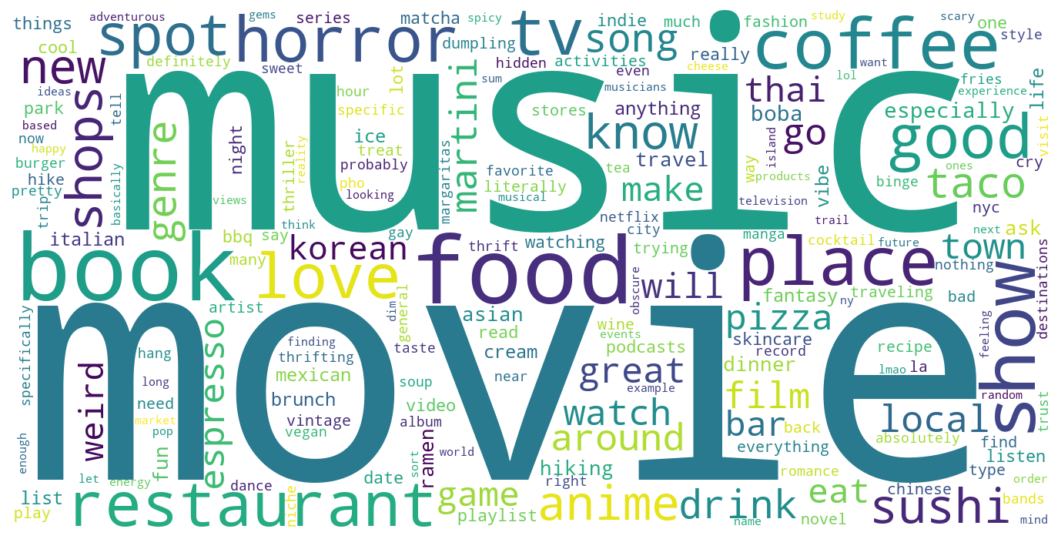 things adventurous spot horror tv song indie much fashion coffee study one style
cool series matcha dumpling activities really scary
new definitely sweet hidden even want
ideas park tell lot sum musicians anything lol cheese fries experience. life
music
based now shops genre night hour specific martini stores know thai boba go especially good visit
happy burger ice treat travel island products cry
hike pretty thriller reality probably favorite tea make way vibe binge taco
trip basically views pho looking margaritas literally musical television ones
italian bbq say think gay thrift netflix city manga trail nyc next ask
book many love korean food watching trying will place cocktail future town
artist dim general obscure fantasy ny traveling nothing bad destinations
movie
specifically hang finding asian read wine events pizza feeling show
weird espresso thrifting taste cream podcasts skincare record recipe la
long mexican near great dinner example lmao random trust
need brunch soup video film local
market vintage album watch bar back absolutely find
pop vegan ramen world around everything listen
enough fun hiking romance type
let energy dance date sort right chinese order
list restaurant niche game anime drink eat sushi bands
play playlist name novel mind